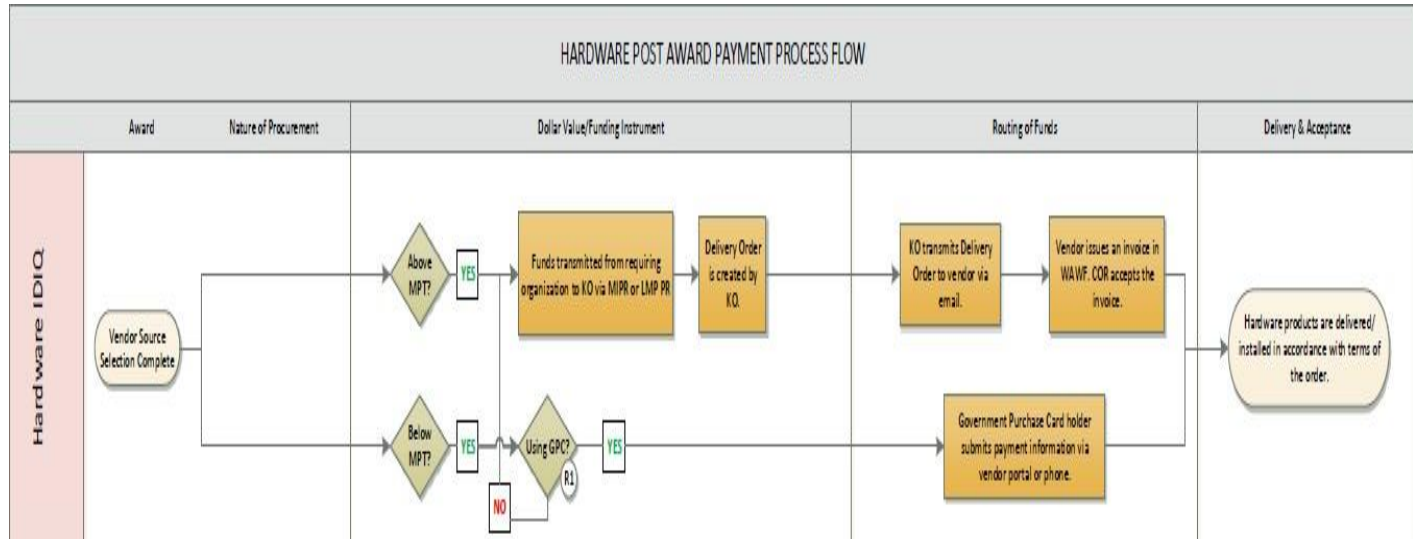 HARDWARE POST AWARD PAYMENT PROCESS FLOW
Award
Nature of Procurement
Dollar Value/Funding Instrument
Routing of Funds
Delivery & Acceptance
Hardware IDIQ
Vendor Source
Selection Complete
Above
MPT?
YES
Funds transmitted from requiring
organization to KO via MIPR or LMP PR
Delivery Order
is created by
KO.
KO transmits Delivery
Order to vendor via
email.
Vendor issues an invoice in
WAWF. COR accepts the
invoice.
Hardware products are delivered/
installed in accordance with terms of
the order.
Below
MPT?
YES
Using GPC?
R1
YES
NO
Government Purchase Card holder
submits payment information via
vendor portal or phone.